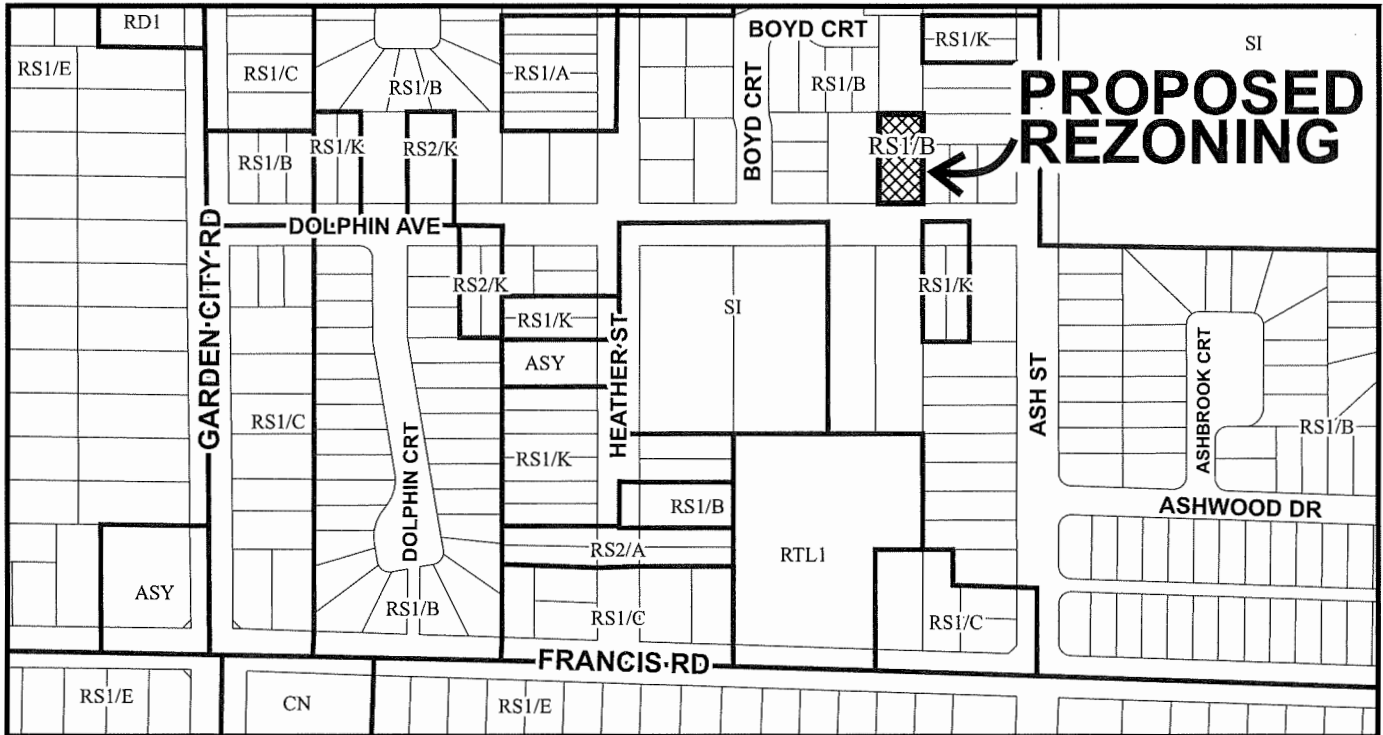 RD1
BOYD CRT
RS1/K
SI
RS1/E
RS1/C
RS1/B
RS1/A
RS1/B
BOYD CRT
PROPOSED
REZONING
RS1/B
RS1/K
RS2/K
RS1/B
GARDEN CITY RD
DOLPHIN AVE
RS2/K
RS1/K
SI
RS1/K
HEATHER ST
ASY
ASH ST
ASHBROOK CRT
RS1/C
DOLPHIN CRT
RS1/K
RS1/B
RS1/B
ASHWOOD DR
RS2/A
RTL1
ASY
RS1/B
RS1/C
RS1/C
FRANCIS RD
RS1/E
CN
RS1/E